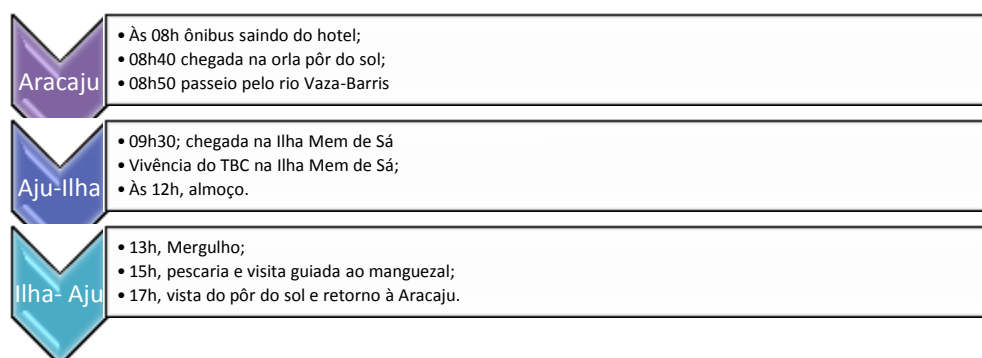 Aracaju
• Às 08h ônibus saindo do hotel;
• 08h40 chegada na orla pôr do sol;
• 08h50 passeio pelo rio Vaza-Barris
Aju-Ilha
• 09h30; chegada na Ilha Mem de Sá
• Vivência do TBC na Ilha Mem de Sá;
• Às 12h, almoço.
Ilha- Aju
• 13h, Mergulho;
• 15h, pescaria e visita guiada ao manguezal;
• 17h, vista do pôr do sol e retorno à Aracaju.